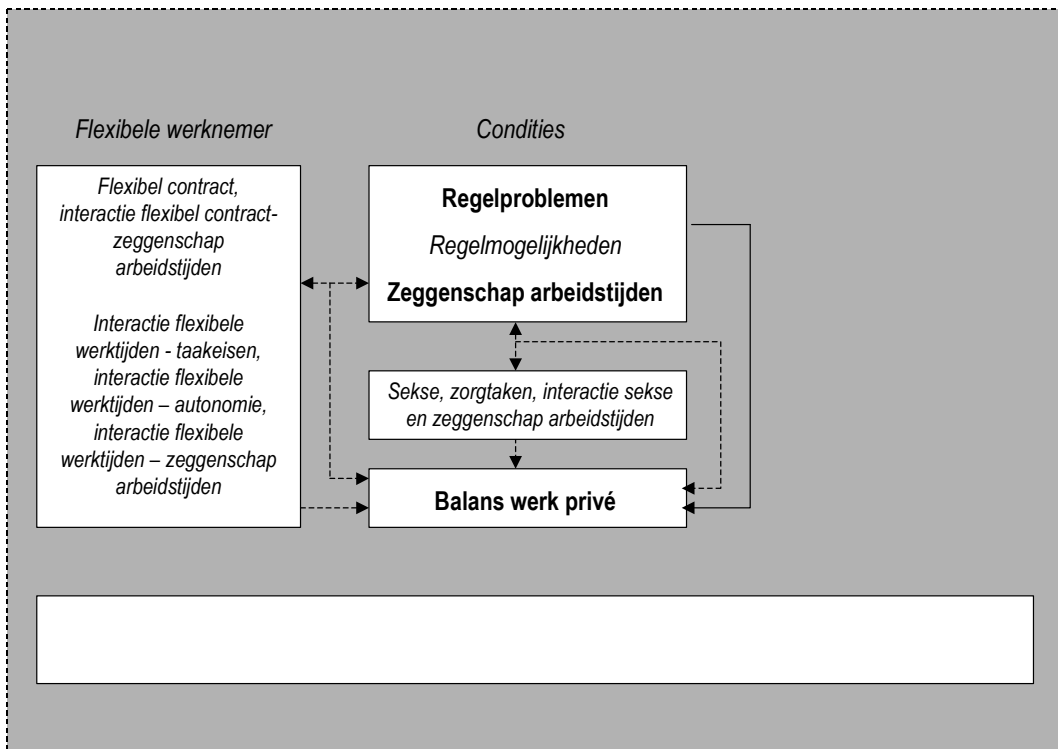 Flexibele werknemer
Flexibel contract,
interactie flexibel contract-
zeggenschap
arbeidstijden
Interactie flexibele
werktijden - taakeisen,
interactie flexibele
werktijden – autonomie,
interactie flexibele
werktijden – zeggenschap
arbeidstijden
Condities
Regelproblemen
Regelmogelijkheden
Zeggenschap arbeidstijden
Sekse, zorgtaken, interactie sekse
en zeggenschap arbeidstijden
Balans werk privé